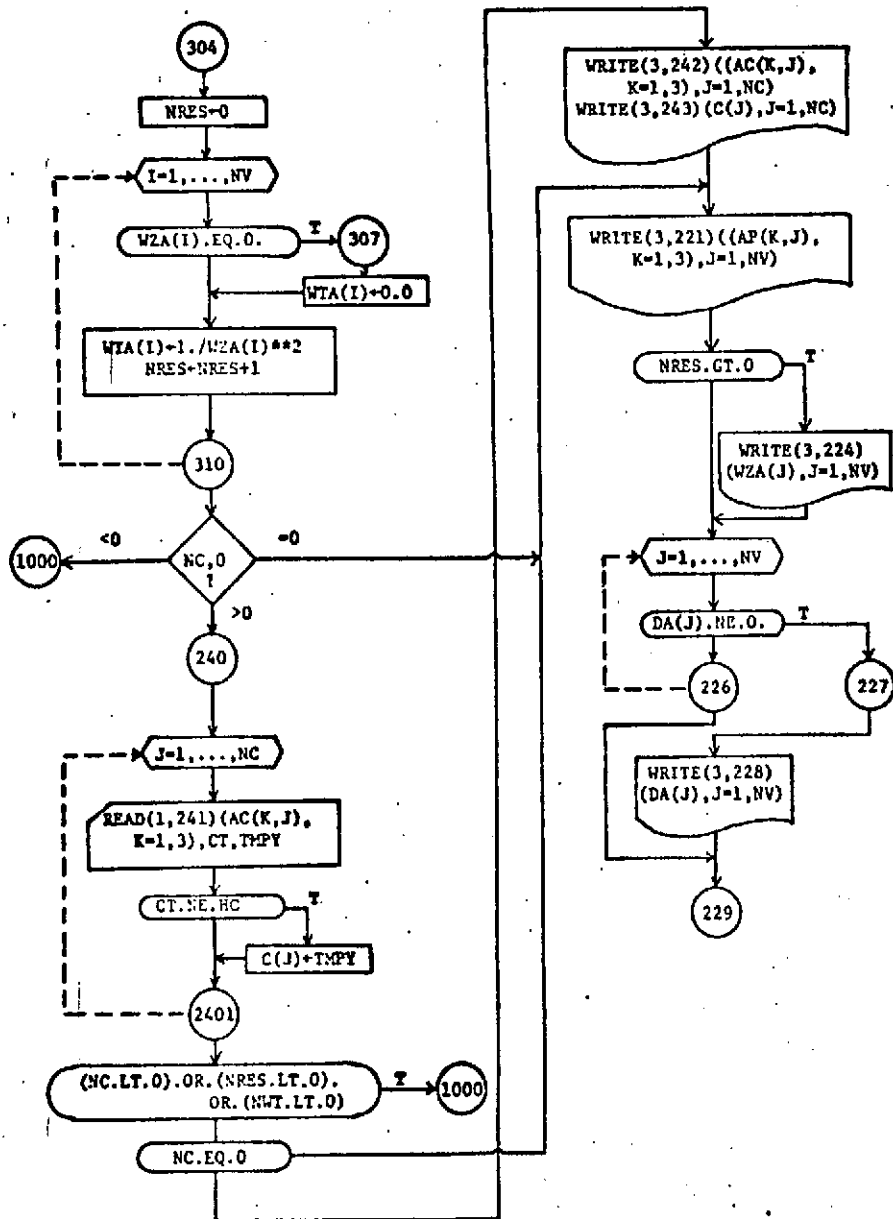 304
NRES←0
I=1,...,NV
WZA(I).EQ.0.
T
307
WTA(I)←0.0
WTA(I)←1./WZA(I)**2
NRES←NRES+1
310
<0
NC,0
?
=0
1000
>0
240
J=1,...,NC
READ(1,241)(AC(K,J),
K=1,3),CT,TMPY
CT.NE.HC
T
C(J)←TMPY
2401
(NC.LT.0).OR.(NRES.LT.0).
OR.(NWT.LT.0)
T
1000
NC.EQ.0
WRITE(3,242)((AC(K,J),
K=1,3),J=1,NC)
WRITE(3,243)(C(J),J=1,NC)
WRITE(3,221)((AP(K,J),
K=1,3),J=1,NV)
NRES.GT.0
T
WRITE(3,224)
(WZA(J),J=1,NV)
J=1,...,NV
DA(J).NE.0.
T
226
227
WRITE(3,228)
(DA(J),J=1,NV)
229